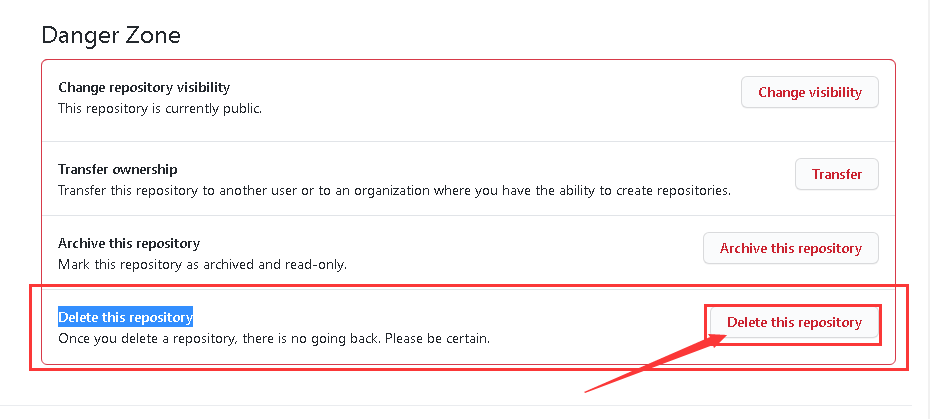 Danger Zone
Change repository visibility
This repository is currently public.
Change visibility
Transfer ownership
Transfer this repository to another user or to an organization where you have the ability to create repositories.
Transfer
Archive this repository
Mark this repository as archived and read-only.
Archive this repository
Delete this repository
Once you delete a repository, there is no going back. Please be certain.
Delete this repository